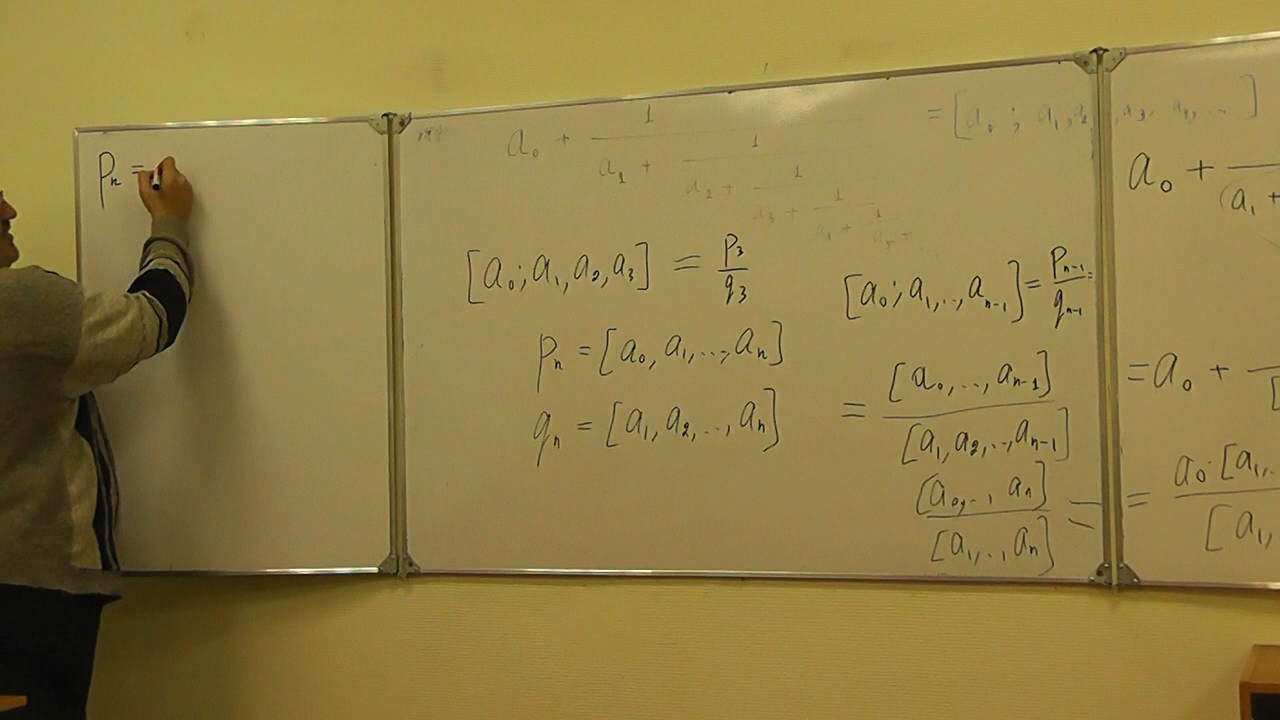 pₙ =
a₀ + 1
a₁ + 1
a₂ + 1
a₃ + 1
= [a₀; a₁, a₂, a₃, a₄, ...]
[a₀; a₁, a₂, a₃] = p₃/q₃
pₙ = [a₀, a₁, .., aₙ]
qₙ = [a₁, a₂, .., aₙ]
[a₀; a₁, .., aₙ₋₁] = pₙ₋₁/qₙ₋₁ =
= [a₀, .., aₙ₋₁]
[a₁, a₂, .., aₙ₋₁]
[a₀, .., aₙ] =
[a₁, .., aₙ]
a₀ +
(a₁ +
= a₀ +
[
= a₀·[a₁, ..
[a₁,